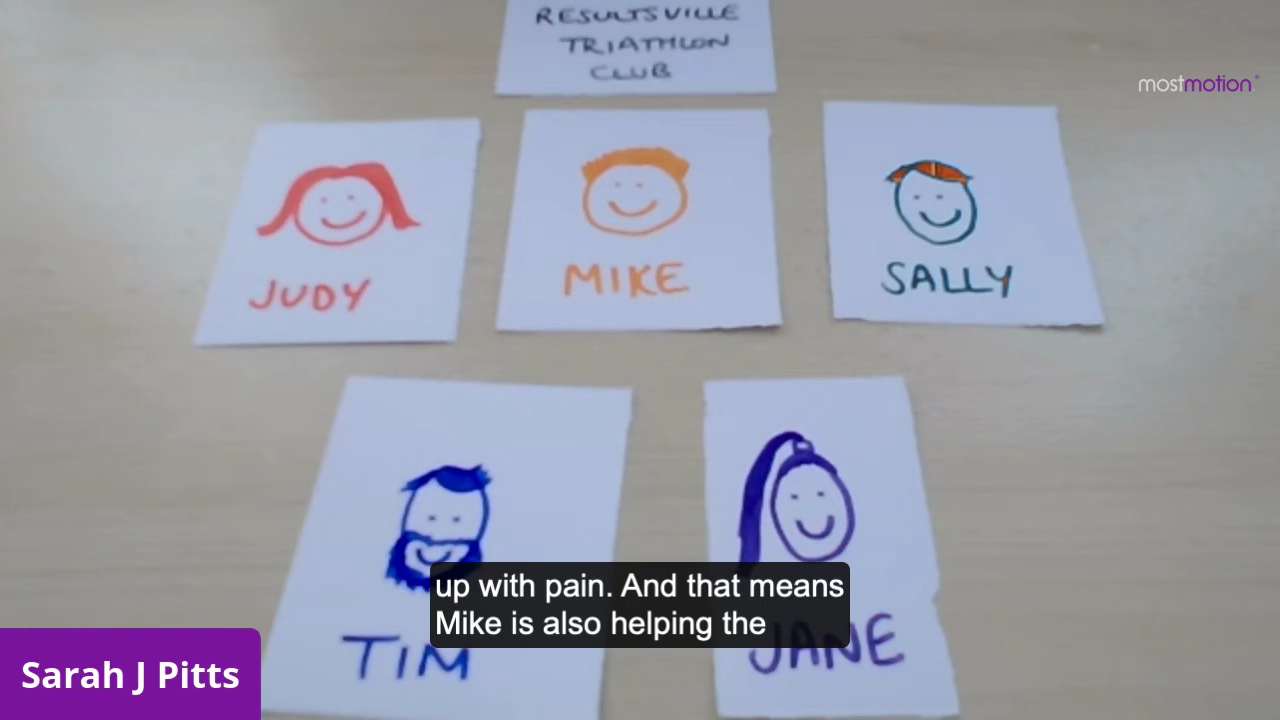 RESULTSVILLE
TRIATHLON
CLUB
mostmotion
JUDY
MIKE
SALLY
TIM
JANE
up with pain. And that means
Mike is also helping the
Sarah J Pitts